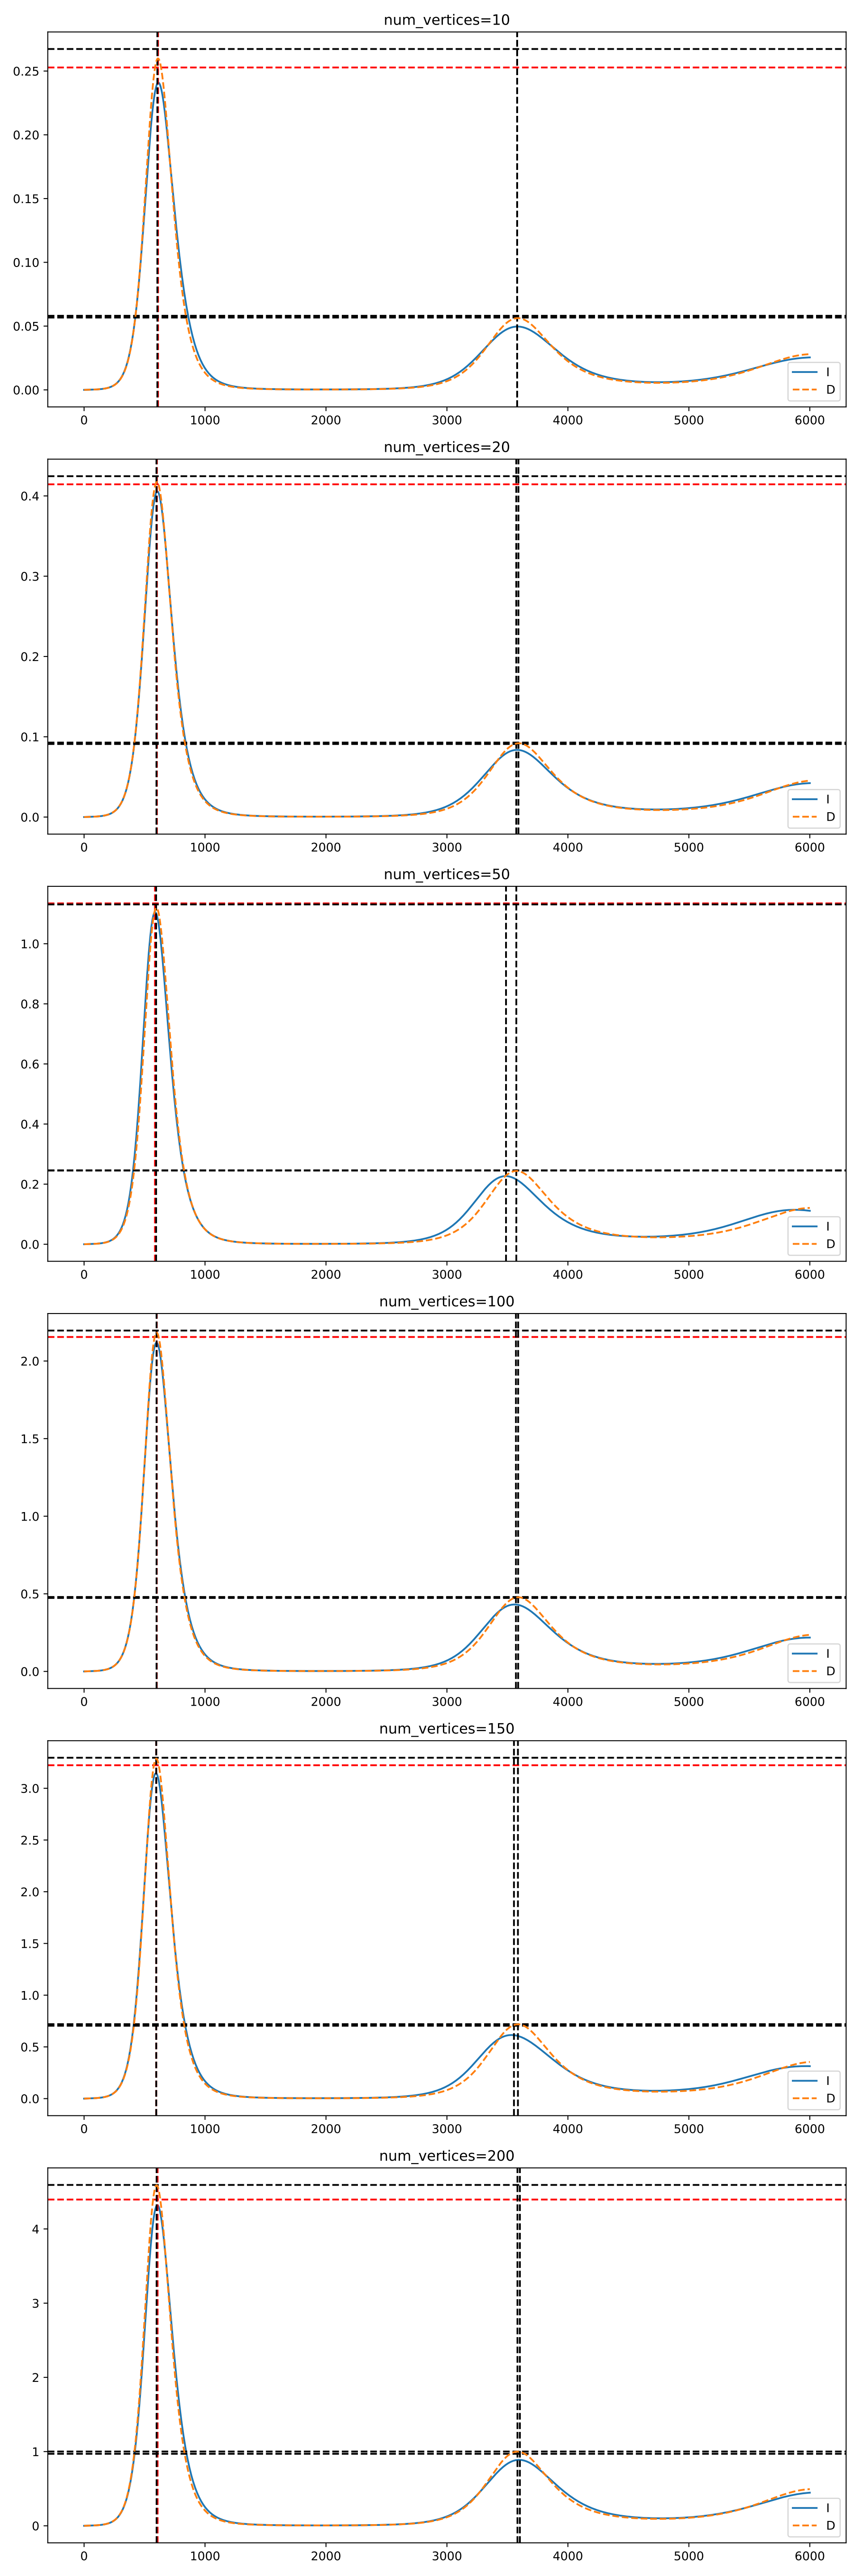 num_vertices=10
0.25
0.20
0.15
0.10
0.05
0.00
I
D
0 1000 2000 3000 4000 5000 6000
num_vertices=20
0.4
0.3
0.2
0.1
0.0
I
D
0 1000 2000 3000 4000 5000 6000
num_vertices=50
1.0
0.8
0.6
0.4
0.2
0.0
I
D
0 1000 2000 3000 4000 5000 6000
num_vertices=100
2.0
1.5
1.0
0.5
0.0
I
D
0 1000 2000 3000 4000 5000 6000
num_vertices=150
3.0
2.5
2.0
1.5
1.0
0.5
0.0
I
D
0 1000 2000 3000 4000 5000 6000
num_vertices=200
4
3
2
1
0
I
D
0 1000 2000 3000 4000 5000 6000